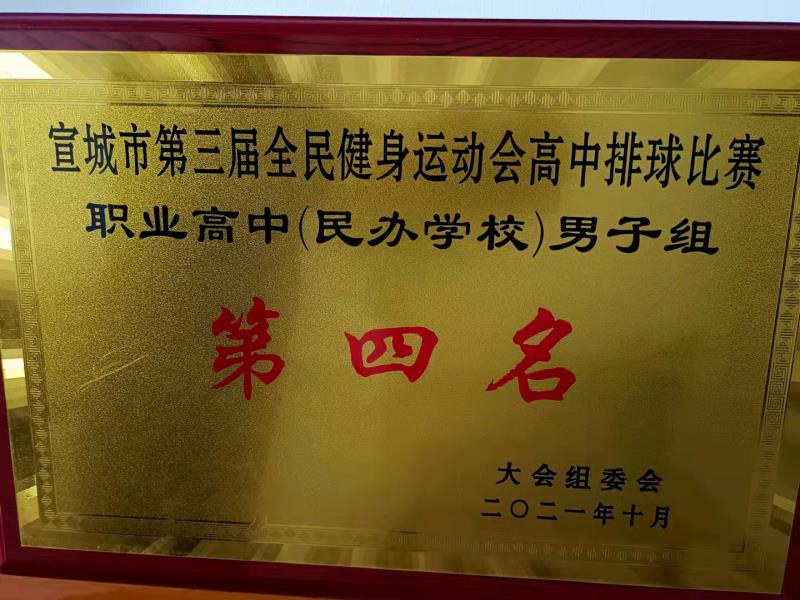 宣城市第三届全民健身运动会高中排球比赛
职业高中(民办学校)男子组
第四名
大会组委会
二〇二一年十月